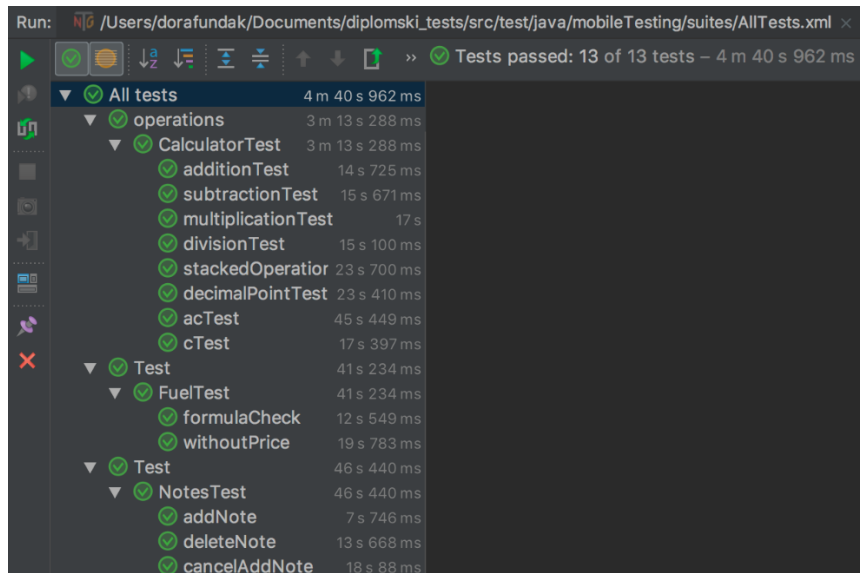 Run: /Users/dorafundak/Documents/diplomski_tests/src/test/java/mobileTesting/suites/AllTests.xml ×
» Tests passed: 13 of 13 tests – 4 m 40 s 962 ms
All tests 4 m 40 s 962 ms
operations 3 m 13 s 288 ms
CalculatorTest 3 m 13 s 288 ms
additionTest 14 s 725 ms
subtractionTest 15 s 671 ms
multiplicationTest 17 s
divisionTest 15 s 100 ms
stackedOperation 23 s 700 ms
decimalPointTest 23 s 410 ms
acTest 45 s 449 ms
cTest 17 s 397 ms
Test 41 s 234 ms
FuelTest 41 s 234 ms
formulaCheck 12 s 549 ms
withoutPrice 19 s 783 ms
Test 46 s 440 ms
NotesTest 46 s 440 ms
addNote 7 s 746 ms
deleteNote 13 s 668 ms
cancelAddNote 18 s 88 ms